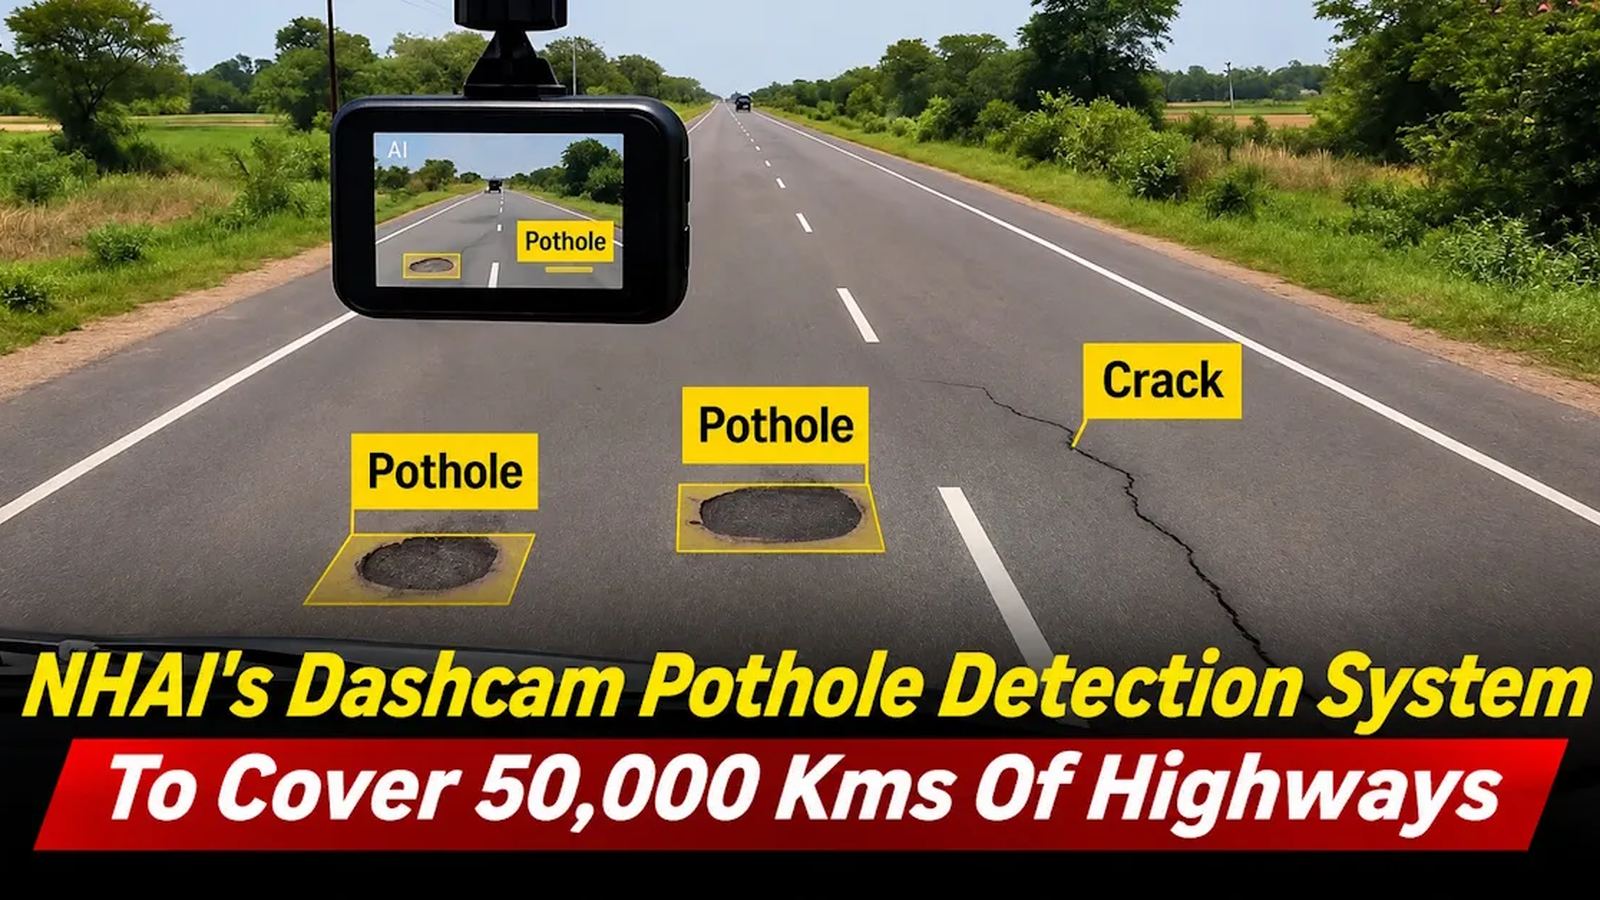 AI
Pothole
Crack
Pothole
Pothole
NHAI's Dashcam Pothole Detection System
To Cover 50,000 Kms Of Highways